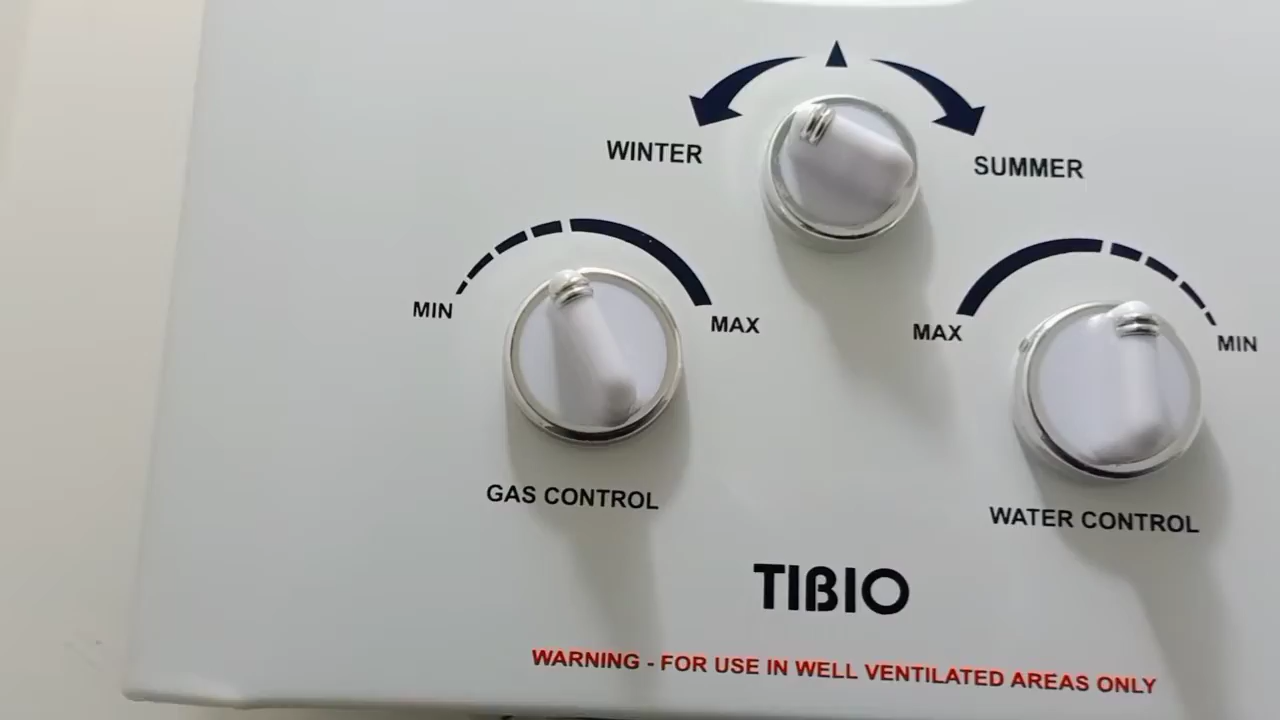 WINTER
SUMMER
MIN
MAX
MAX
MIN
GAS CONTROL
WATER CONTROL
TIBIO
WARNING - FOR USE IN WELL VENTILATED AREAS ONLY